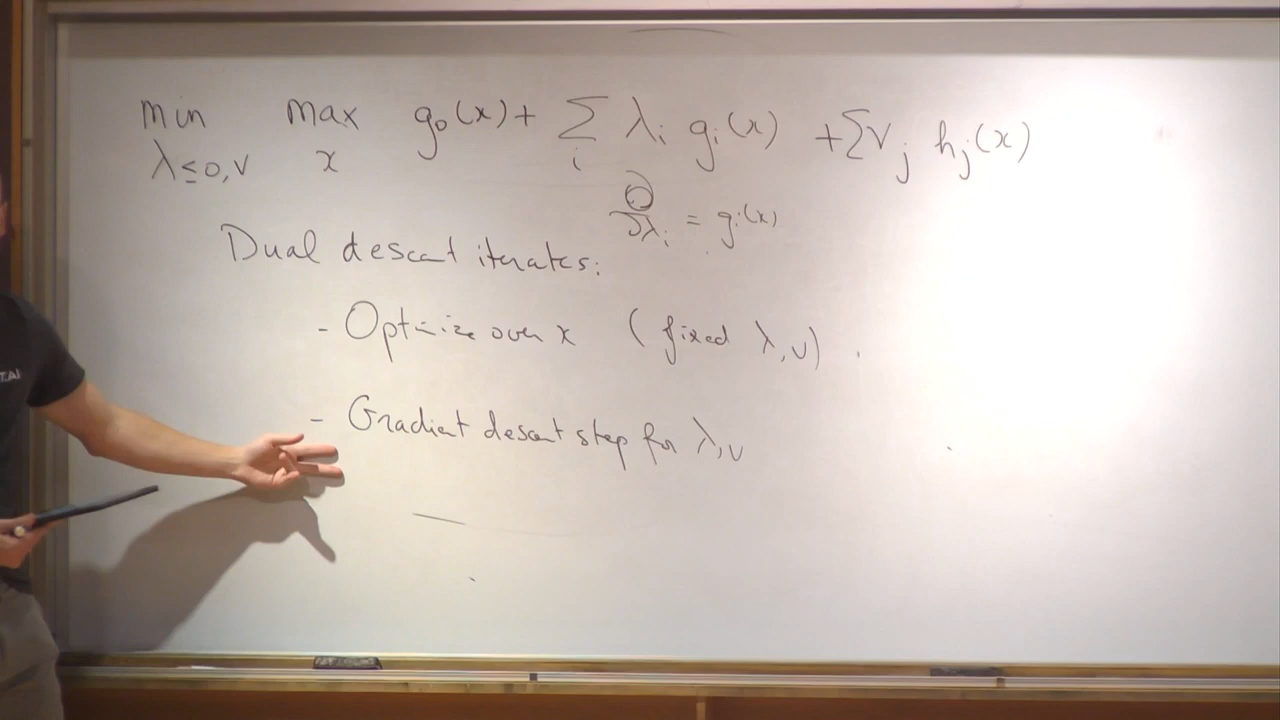 min max g₀(x) + Σ λᵢ gᵢ(x) + Σ νⱼ hⱼ(x)
λ≤0,ν x i
∂/∂λᵢ = gᵢ(x)
Dual descent iterates:
- Optimize over x (fixed λ,ν)
- Gradient descent step for λ,ν
T.AI